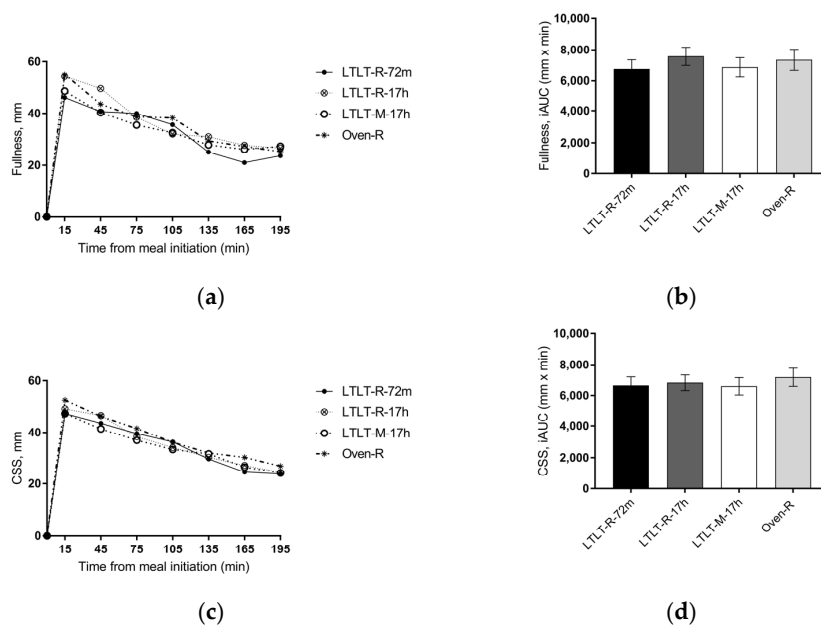 60
40
20
0
Fullness, mm
15 45 75 105 135 165 195
Time from meal initiation (min)
LTLT-R-72m
LTLT-R-17h
LTLT-M-17h
Oven-R
(a)
10,000
8,000
6,000
4,000
2,000
0
Fullness, iAUC (mm x min)
LTLT-R-72m
LTLT-R-17h
LTLT-M-17h
Oven-R
(b)
60
40
20
0
CSS, mm
15 45 75 105 135 165 195
Time from meal initiation (min)
LTLT-R-72m
LTLT-R-17h
LTLT-M-17h
Oven-R
(c)
10,000
8,000
6,000
4,000
2,000
0
CSS, iAUC (mm x min)
LTLT-R-72m
LTLT-R-17h
LTLT-M-17h
Oven-R
(d)